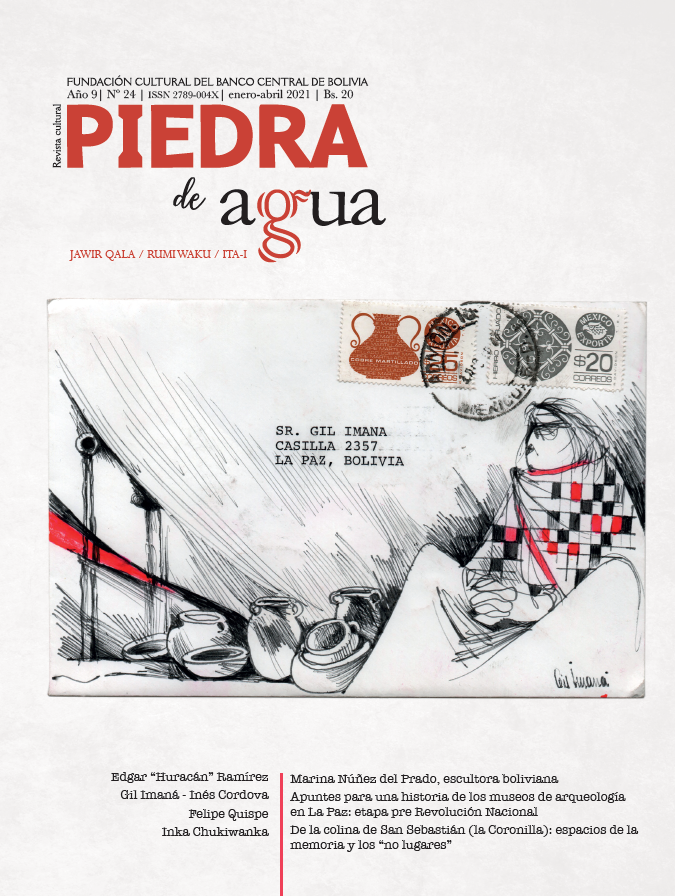 FUNDACIÓN CULTURAL DEL BANCO CENTRAL DE BOLIVIA
Año 9| Nº 24 | ISSN 2789-004X| enero-abril 2021 | Bs. 20
Revista cultural
PIEDRA
de agua
JAWIR QALA / RUMIWAKU / ITA-I
COBRE MARTILLADO
MEXICO
EXPORTA
$20
CORREOS
SR. GIL IMANA
CASILLA 2357
LA PAZ, BOLIVIA
Gil Imaná
Edgar “Huracán” Ramírez
Gil Imaná - Inés Cordova
Felipe Quispe
Inka Chukiwanka
Marina Núñez del Prado, escultora boliviana
Apuntes para una historia de los museos de arqueología
en La Paz: etapa pre Revolución Nacional
De la colina de San Sebastián (la Coronilla): espacios de la
memoria y los “no lugares”